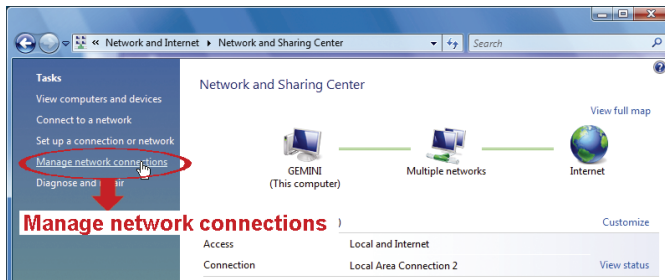 « Network and Internet ▸ Network and Sharing Center
Search
Tasks
View computers and devices
Connect to a network
Set up a connection or network
Manage network connections
Diagnose and
Manage network connections
Network and Sharing Center
View full map
GEMINI
(This computer)
Multiple networks
Internet
) Customize
Access Local and Internet
Connection Local Area Connection 2 View status